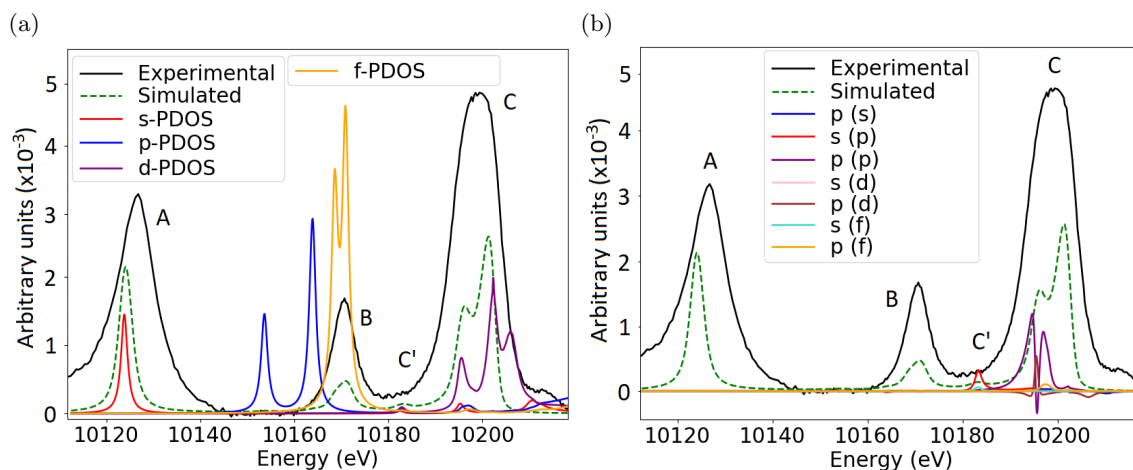 (a)
Arbitrary units (x10⁻³)
5
4
3
2
1
0
Experimental
Simulated
s-PDOS
p-PDOS
d-PDOS
f-PDOS
A
B
C'
C
10120 10140 10160 10180 10200
Energy (eV)
(b)
Arbitrary units (x10⁻³)
5
4
3
2
1
0
Experimental
Simulated
p (s)
s (p)
p (p)
s (d)
p (d)
s (f)
p (f)
A
B
C'
C
10120 10140 10160 10180 10200
Energy (eV)